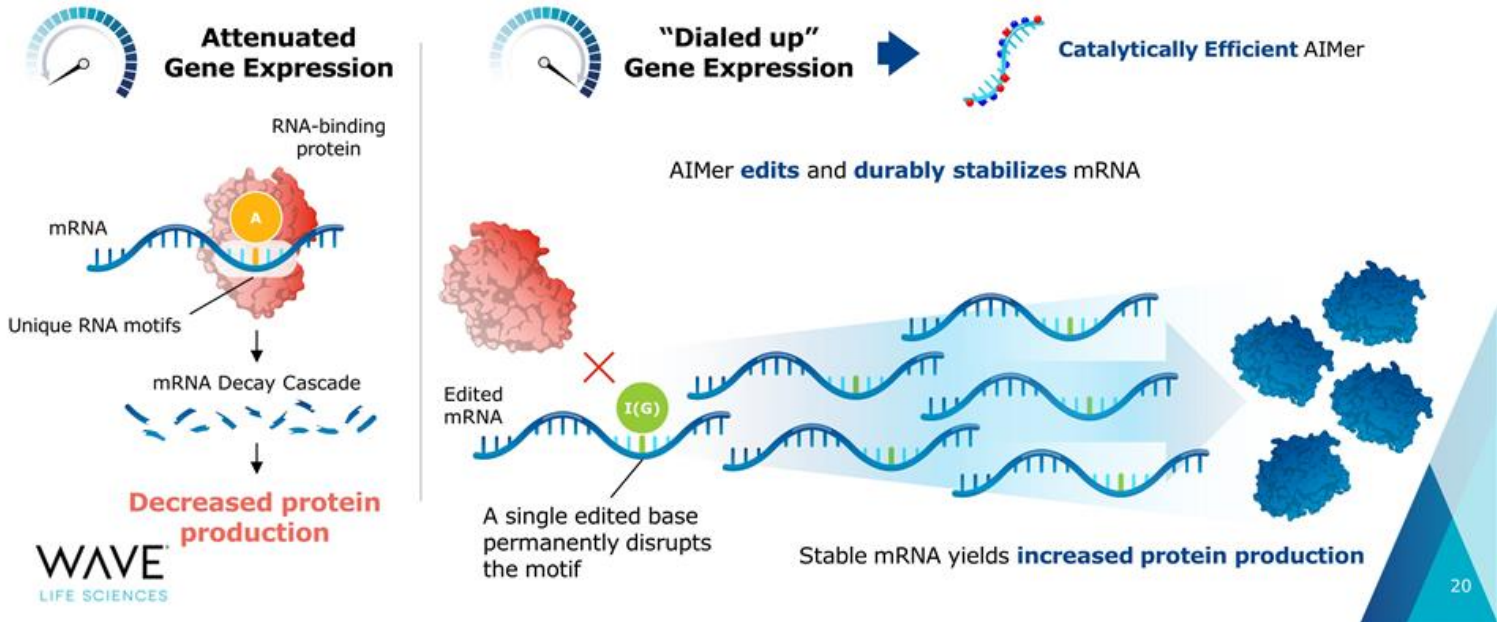 Attenuated
Gene Expression
RNA-binding
protein
A
mRNA
Unique RNA motifs
mRNA Decay Cascade
Decreased protein
production
WAVE
LIFE SCIENCES
“Dialed up”
Gene Expression
Catalytically Efficient AIMer
AIMer edits and durably stabilizes mRNA
Edited
mRNA
I(G)
A single edited base
permanently disrupts
the motif
Stable mRNA yields increased protein production
20